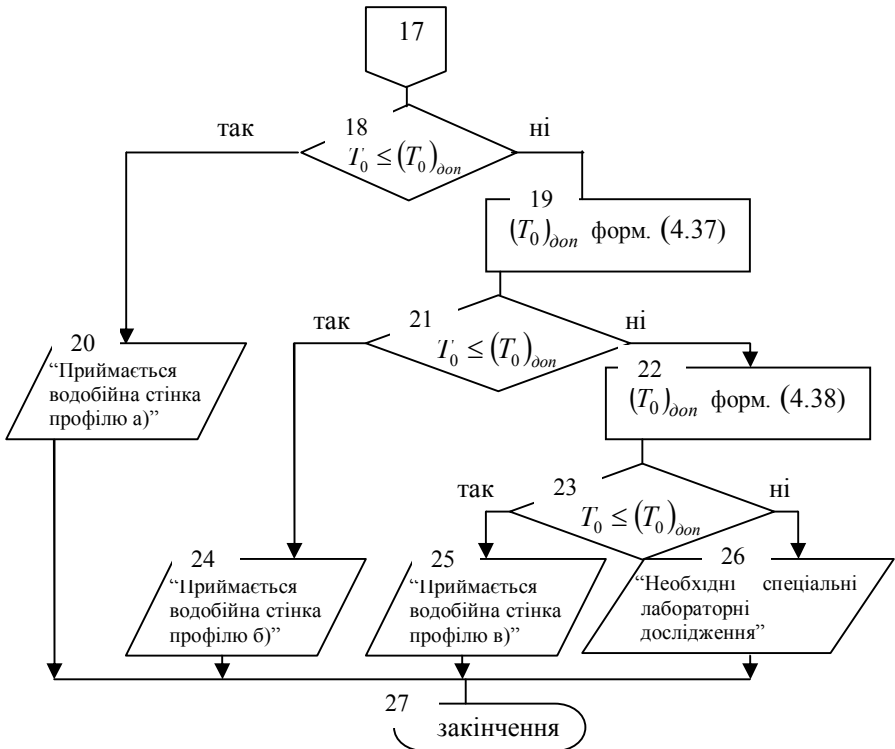 17
так
18
ні
T₀ ≤ (T₀)доп
19
(T₀)доп форм. (4.37)
так
21
ні
T₀ ≤ (T₀)доп
20
“Приймається
водобійна стінка
профілю а)”
22
(T₀)доп форм. (4.38)
так
23
ні
T₀ ≤ (T₀)доп
24
“Приймається
водобійна стінка
профілю б)”
25
“Приймається
водобійна стінка
профілю в)”
26
“Необхідні спеціальні
лабораторні
дослідження”
27
закінчення